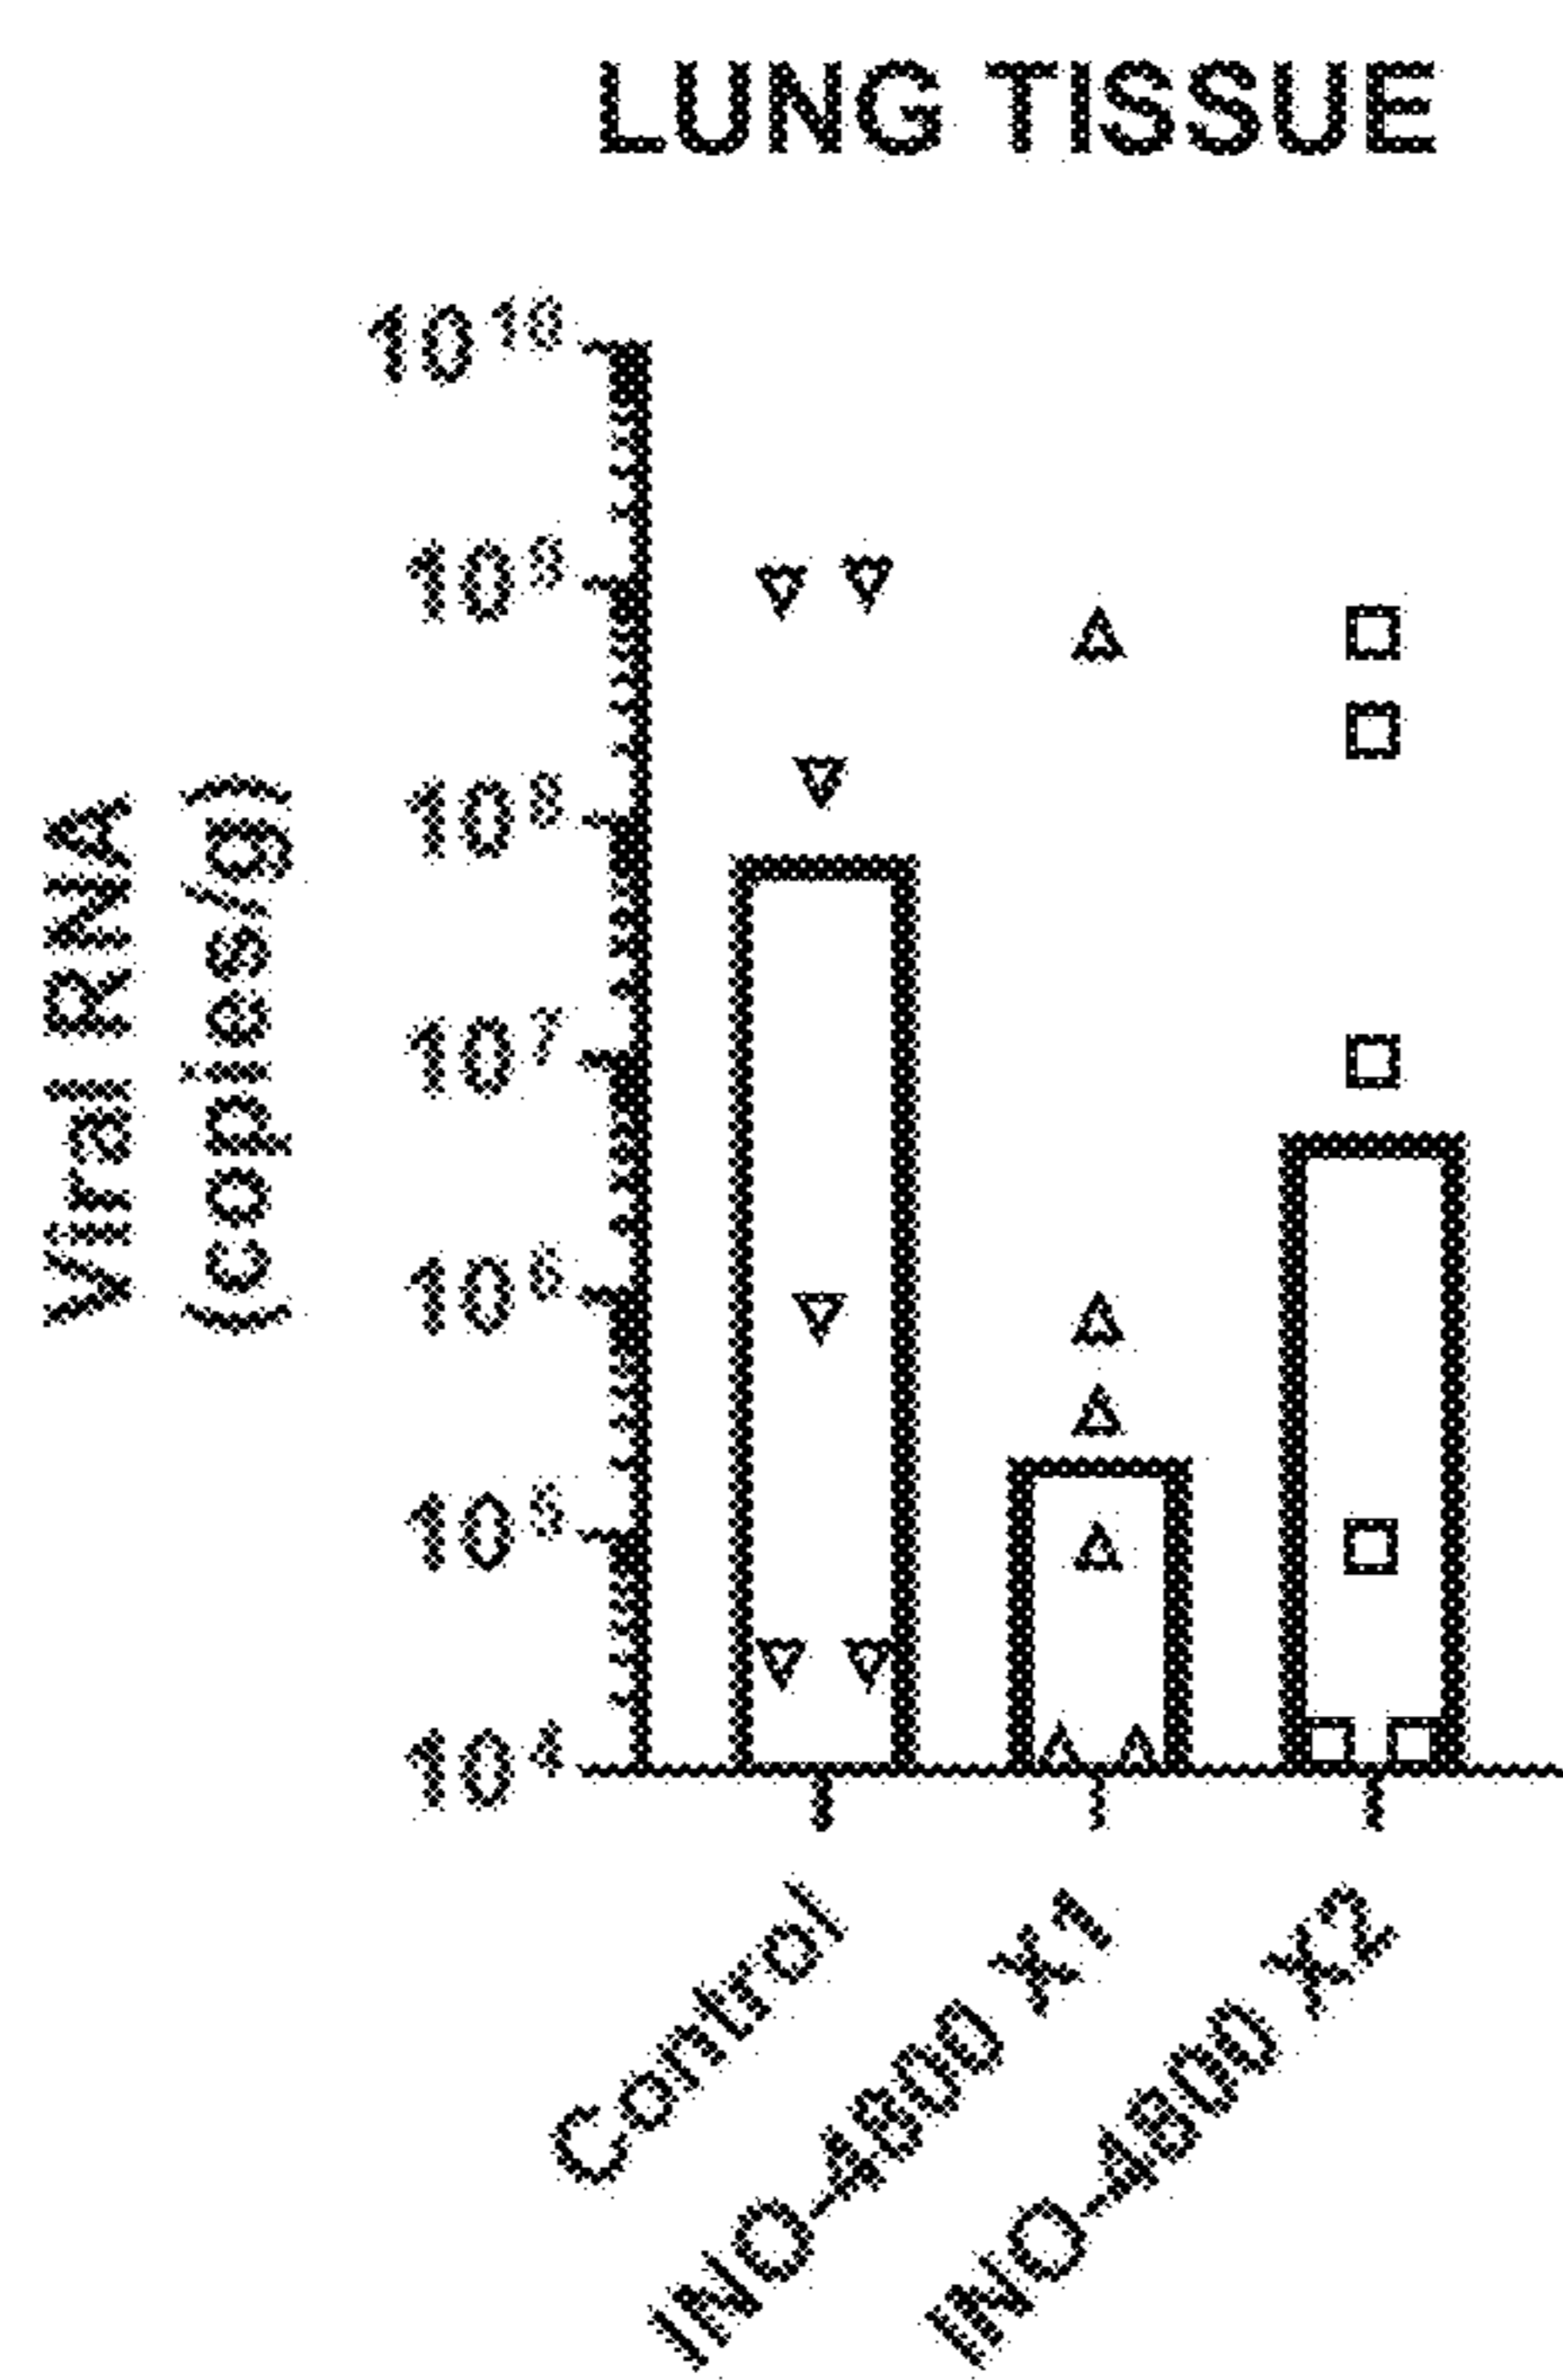 LUNG TISSUE
Viral RNA
(copies/g)
10¹⁰
10⁹
10⁸
10⁷
10⁶
10⁵
10⁴
Control
INO-4800 X1
INO-4800 X2